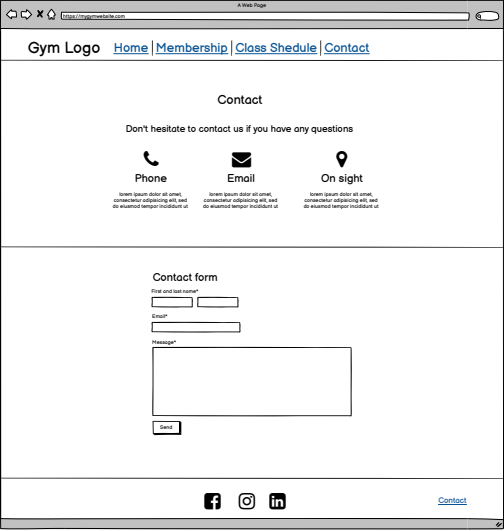 A Web Page
https://mygymwebsite.com
Gym Logo Home Membership Class Shedule Contact
Contact
Don't hesitate to contact us if you have any questions
Phone Email On sight
lorem ipsum dolor sit amet, lorem ipsum dolor sit amet, lorem ipsum dolor sit amet,
consectetur adipisicing elit, sed consectetur adipisicing elit, sed consectetur adipisicing elit, sed
do eiusmod tempor incididunt ut do eiusmod tempor incididunt ut do eiusmod tempor incididunt ut
Contact form
First and last name*
Email*
Message*
Send
Contact